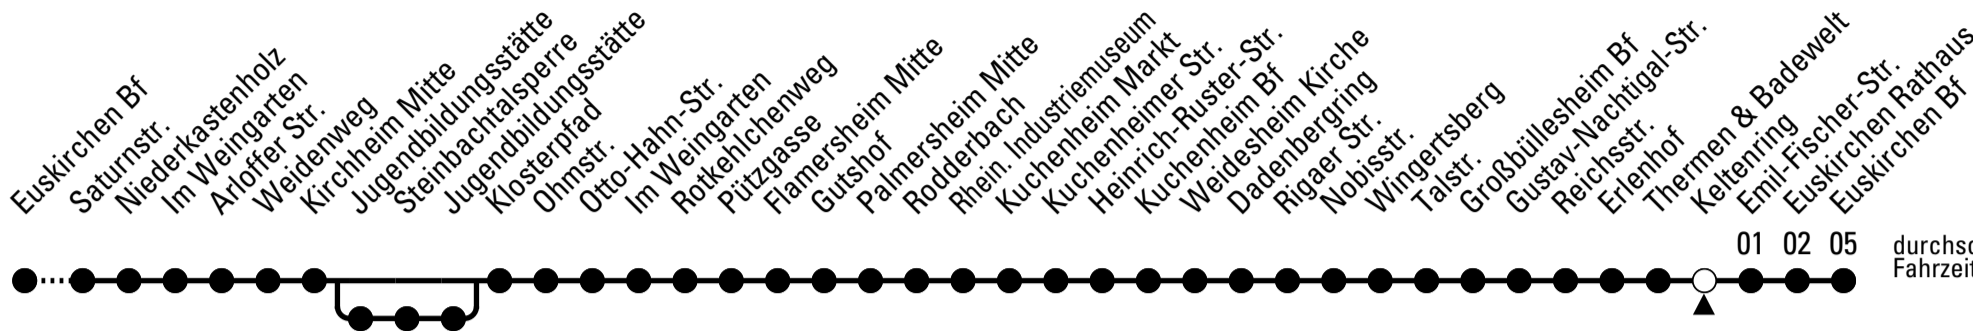 Euskirchen Bf
Saturnstr.
Niederkastenholz
Im Weingarten
Arloffer Str.
Weidenweg
Kirchheim Mitte
Jugendbildungsstätte
Steinbachtalsperre
Jugendbildungsstätte
Klosterpfad
Ohmstr.
Otto-Hahn-Str.
Im Weingarten
Rotkehlchenweg
Pützgasse
Flamersheim Mitte
Gutshof
Palmersheim Mitte
Rodderbach
Rhein. Industriemuseum
Kuchenheim Markt
Kuchenheimer Str.
Heinrich-Ruster-Str.
Kuchenheim Bf
Weidesheim Kirche
Dadenbergring
Rigaer Str.
Nobisstr.
Wingertsberg
Talstr.
Großbüllesheim Bf
Gustav-Nachtigal-Str.
Reichsstr.
Erlenhof
Thermen & Badewelt
Keltenring
Emil-Fischer-Str.
Euskirchen Rathaus
Euskirchen Bf
01 02 05
durchsc
Fahrzeit